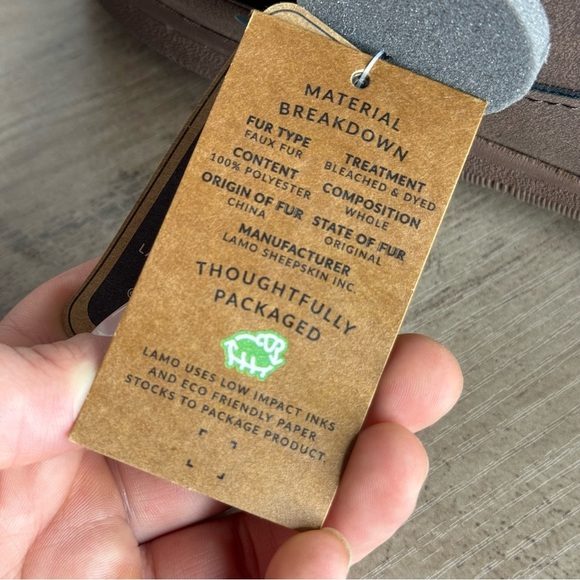 MATERIAL
BREAKDOWN
FUR TYPE
FAUX FUR
TREATMENT
BLEACHED & DYED
CONTENT
100% POLYESTER
COMPOSITION
WHOLE
ORIGIN OF FUR
CHINA
STATE OF FUR
ORIGINAL
MANUFACTURER
LAMO SHEEPSKIN INC.
THOUGHTFULLY
PACKAGED
LAMO USES LOW IMPACT INKS
AND ECO FRIENDLY PAPER
STOCKS TO PACKAGE PRODUCT